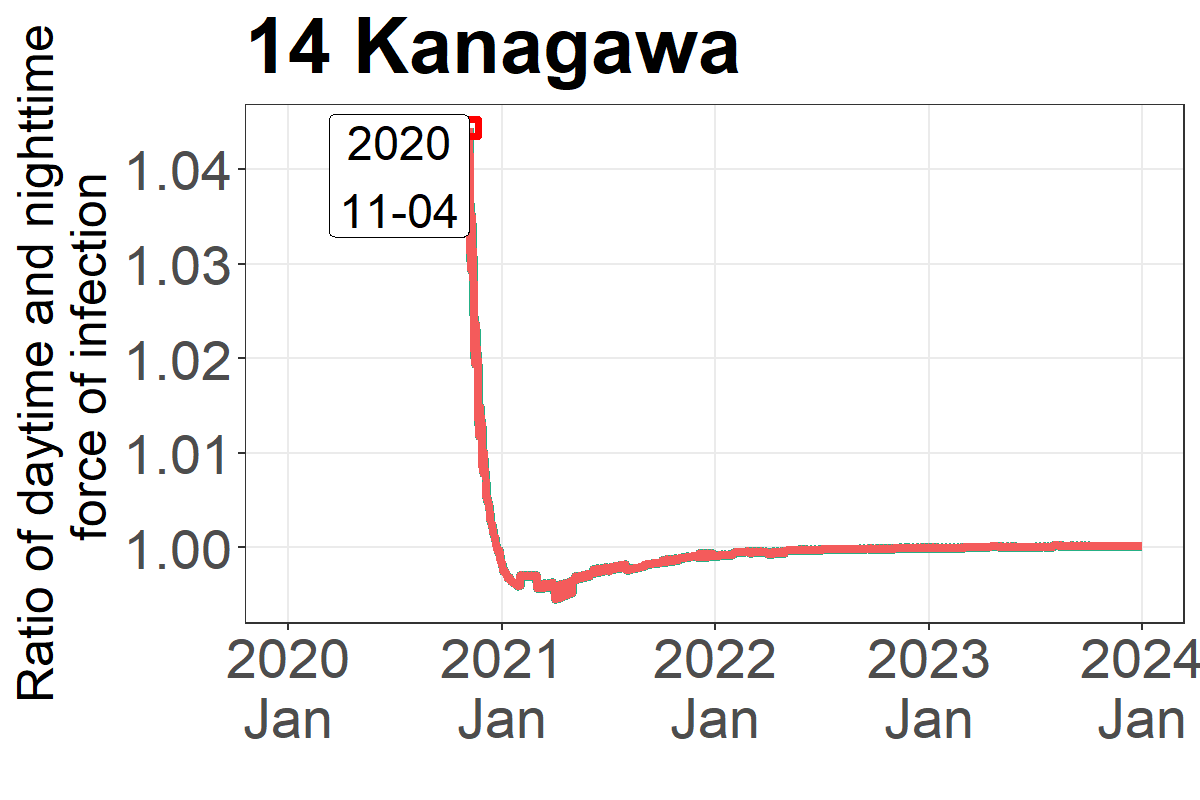 14 Kanagawa
Ratio of daytime and nighttime
force of infection
1.04
1.03
1.02
1.01
1.00
2020
11-04
2020
Jan
2021
Jan
2022
Jan
2023
Jan
2024
Jan